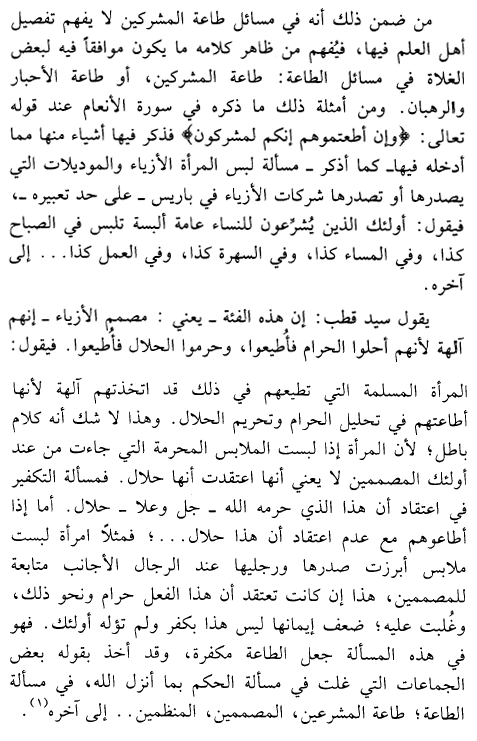 من ضمن ذلك أنه في مسائل طاعة المشركين لا يفهم تفصيل
أهل العلم فيها، فيُفهم من ظاهر كلامه ما يكون موافقاً فيه لبعض
الغلاة في مسائل الطاعة: طاعة المشركين، أو طاعة الأحبار
والرهبان. ومن أمثلة ذلك ما ذكره في سورة الأنعام عند قوله
تعالى: ﴿وإن أطعتموهم إنكم لمشركون﴾ فذكر فيها أشياء منها مما
أدخله فيها ـ كما أذكر ـ مسألة لبس المرأة الأزياء والموديلات التي
يصدرها أو تصدرها شركات الأزياء في باريس ـ على حد تعبيره ـ،
فيقول: أولئك الذين يُشرِّعون للنساء عامة ألبسة تلبس في الصباح
كذا، وفي المساء كذا، وفي السهرة كذا، وفي العمل كذا... إلى
آخره.
يقول سيد قطب: إن هذه الفئة ـ يعني : مصمم الأزياء ـ إنهم
آلهة لأنهم أحلوا الحرام فأُطيعوا، وحرموا الحلال فأُطيعوا. فيقول:
المرأة المسلمة التي تطيعهم في ذلك قد اتخذتهم آلهة لأنها
أطاعتهم في تحليل الحرام وتحريم الحلال. وهذا لا شك أنه كلام
باطل؛ لأن المرأة إذا لبست الملابس المحرمة التي جاءت من عند
أولئك المصممين لا يعني أنها اعتقدت أنها حلال. فمسألة التكفير
في اعتقاد أن هذا الذي حرمه الله ـ جل وعلا ـ حلال. أما إذا
أطاعوهم مع عدم اعتقاد أن هذا حلال...؛ فمثلاً امرأة لبست
ملابس أبرزت صدرها ورجليها عند الرجال الأجانب متابعة
للمصممين، هذا إن كانت تعتقد أن هذا الفعل حرام ونحو ذلك،
وغُلبت عليه؛ ضعف إيمانها ليس هذا بكفر ولم تؤله أولئك. فهو
في هذه المسألة جعل الطاعة مكفرة، وقد أخذ بقوله بعض
الجماعات التي غلت في مسألة الحكم بما أنزل الله، في مسألة
الطاعة؛ طاعة المشرعين، المصممين، المنظمين.. إلى آخره(١).